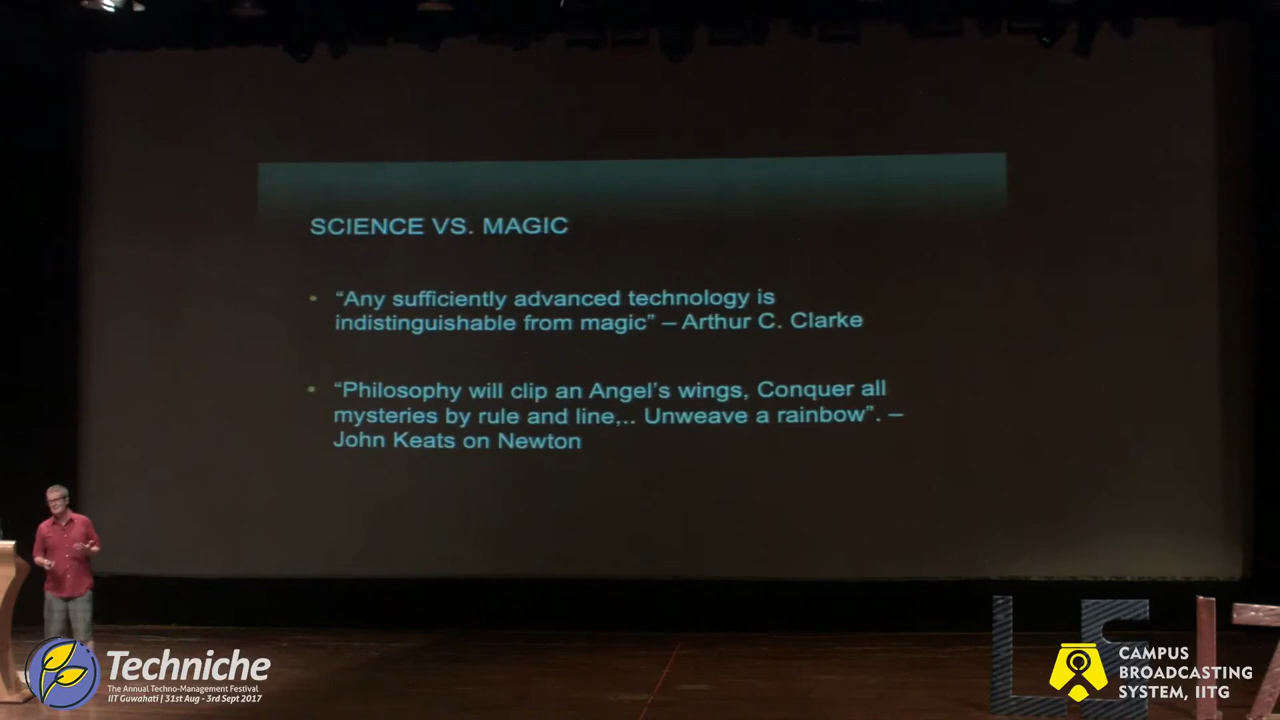 SCIENCE VS. MAGIC
• “Any sufficiently advanced technology is
indistinguishable from magic” – Arthur C. Clarke
• “Philosophy will clip an Angel’s wings, Conquer all
mysteries by rule and line,.. Unweave a rainbow”. –
John Keats on Newton
Techniche
The Annual Techno-Management Festival
IIT Guwahati | 31st Aug - 3rd Sept 2017
CAMPUS
BROADCASTING
SYSTEM, IITG